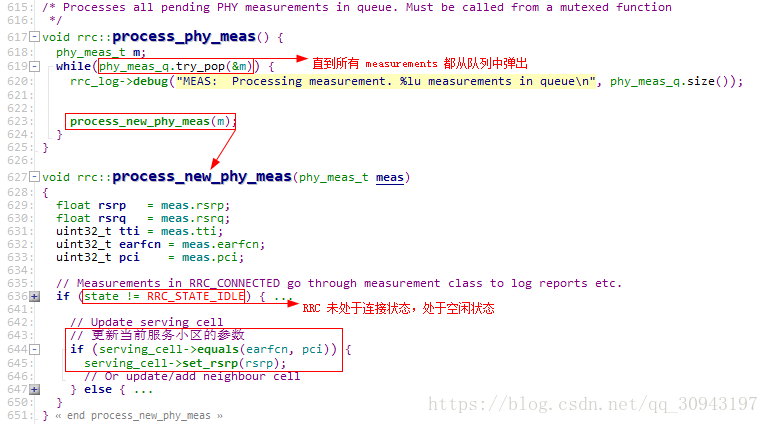 615: /* Processes all pending PHY measurements in queue. Must be called from a mutexed function
616: */
617: void rrc::process_phy_meas() {
618: phy_meas_t m;
619: while(phy_meas_q.try_pop(&m)) { 直到所有 measurements 都从队列中弹出
620: rrc_log->debug("MEAS:  Processing measurement. %lu measurements in queue\n", phy_meas_q.size());
621:
622:
623: process_new_phy_meas(m);
624: }
625: }
626:
627: void rrc::process_new_phy_meas(phy_meas_t meas)
628: {
629: float rsrp = meas.rsrp;
630: float rsrq = meas.rsrq;
631: uint32_t tti = meas.tti;
632: uint32_t earfcn = meas.earfcn;
633: uint32_t pci = meas.pci;
634:
635: // Measurements in RRC_CONNECTED go through measurement class to log reports etc.
636: if (state != RRC_STATE_IDLE) { ... RRC 未处于连接状态，处于空闲状态
641:
642: // Update serving cell
643: // 更新当前服务小区的参数
644: if (serving_cell->equals(earfcn, pci)) {
645: serving_cell->set_rsrp(rsrp);
646: // Or update/add neighbour cell
647: } else { ...
650: }
651: } « end process_new_phy_meas »
https://blog.csdn.net/qq_30943197